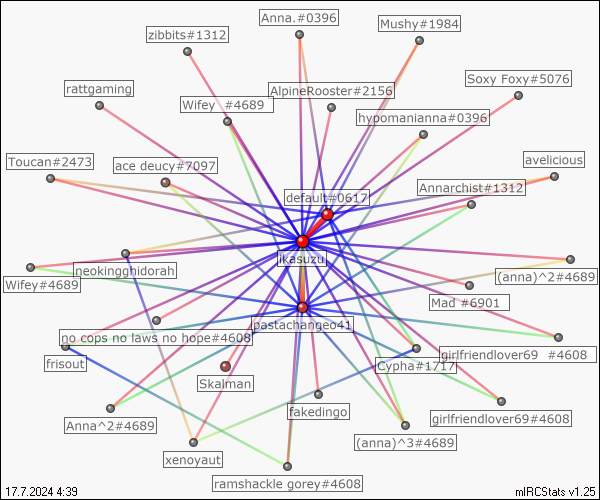 Anna.#0396
Mushy#1984
zibbits#1312
Soxy Foxy#5076
rattgaming
AlpineRooster#2156
Wifey #4689
hypomanianna#0396
Toucan#2473
ace deucy#7097
avelicious
Annarchist#1312
default#0617
ikasuzu
neokingghidorah
Wifey#4689
(anna)^2#4689
Mad #6901
pastachangeo41
no cops no laws no hope#4608
girlfriendlover69 #4608
frisout
Cypha#1717
Skalman
fakedingo
girlfriendlover69#4608
Anna^2#4689
(anna)^3#4689
xenoyaut
ramshackle gorey#4608
17.7.2024 4:39
mIRCStats v1.25